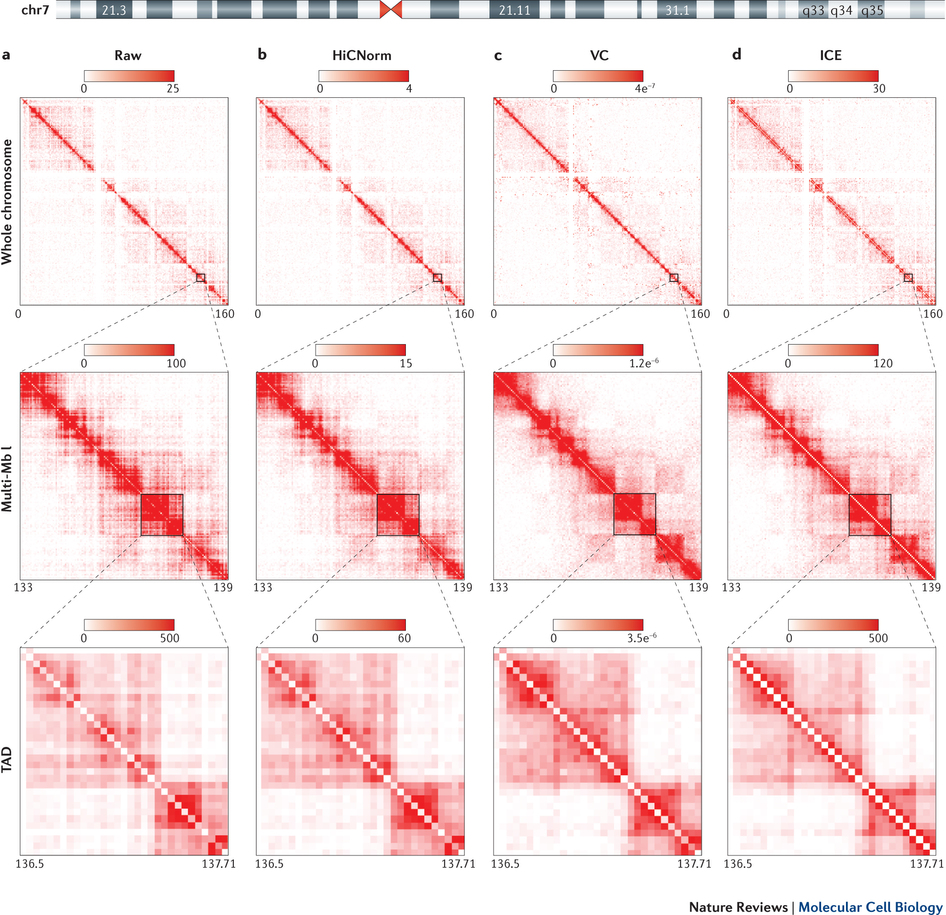 chr7 21.3 21.11 31.1 q33 q34 q35
a Raw b HiCNorm c VC d ICE
0 25 0 4 0 4e⁻⁷ 0 30
Whole chromosome
0 160 0 160 0 160 0 160
0 100 0 15 0 1.2e⁻⁶ 0 120
Multi-Mb l
133 139 133 139 133 139 133 139
0 500 0 60 0 3.5e⁻⁶ 0 500
TAD
136.5 137.71 136.5 137.71 136.5 137.71 136.5 137.71
Nature Reviews | Molecular Cell Biology